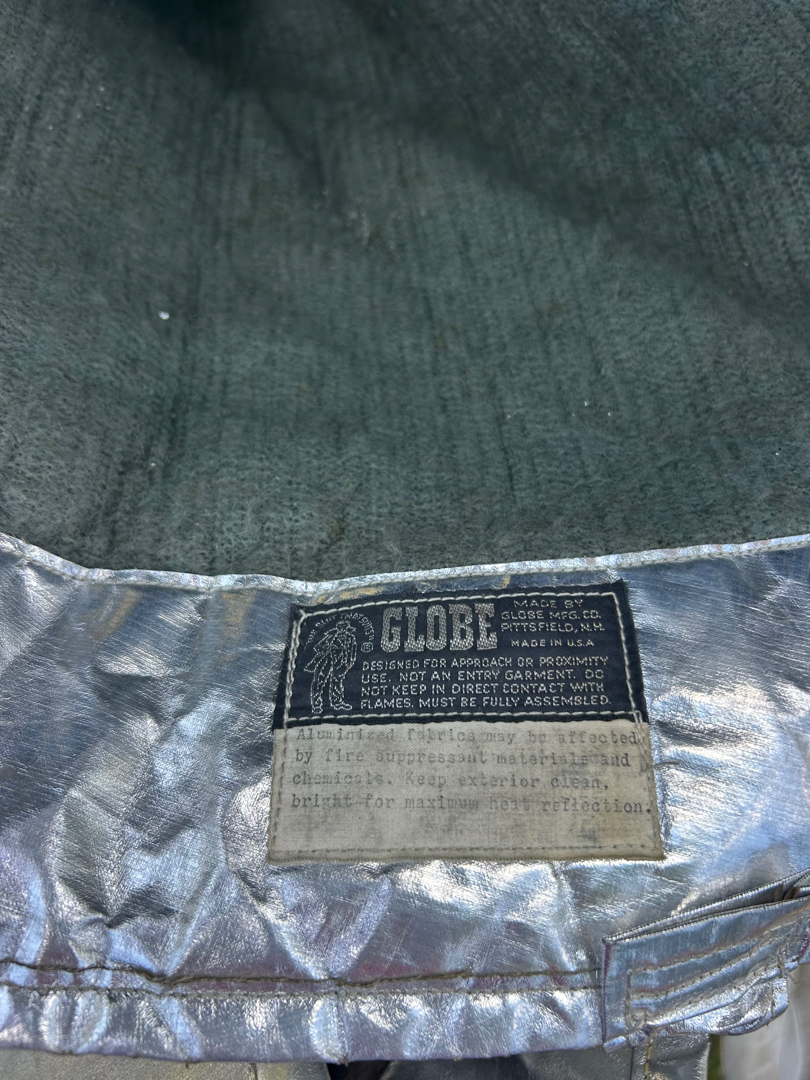 GLOBE
MADE BY
GLOBE MFG. CO.
PITTSFIELD, N.H.
MADE IN U.S.A
DESIGNED FOR APPROACH OR PROXIMITY
USE. NOT AN ENTRY GARMENT. DO
NOT KEEP IN DIRECT CONTACT WITH
FLAMES. MUST BE FULLY ASSEMBLED.
Aluminized fabrics may be affected
by fire suppressant materials and
chemicals. Keep exterior clean,
bright for maximum heat reflection.